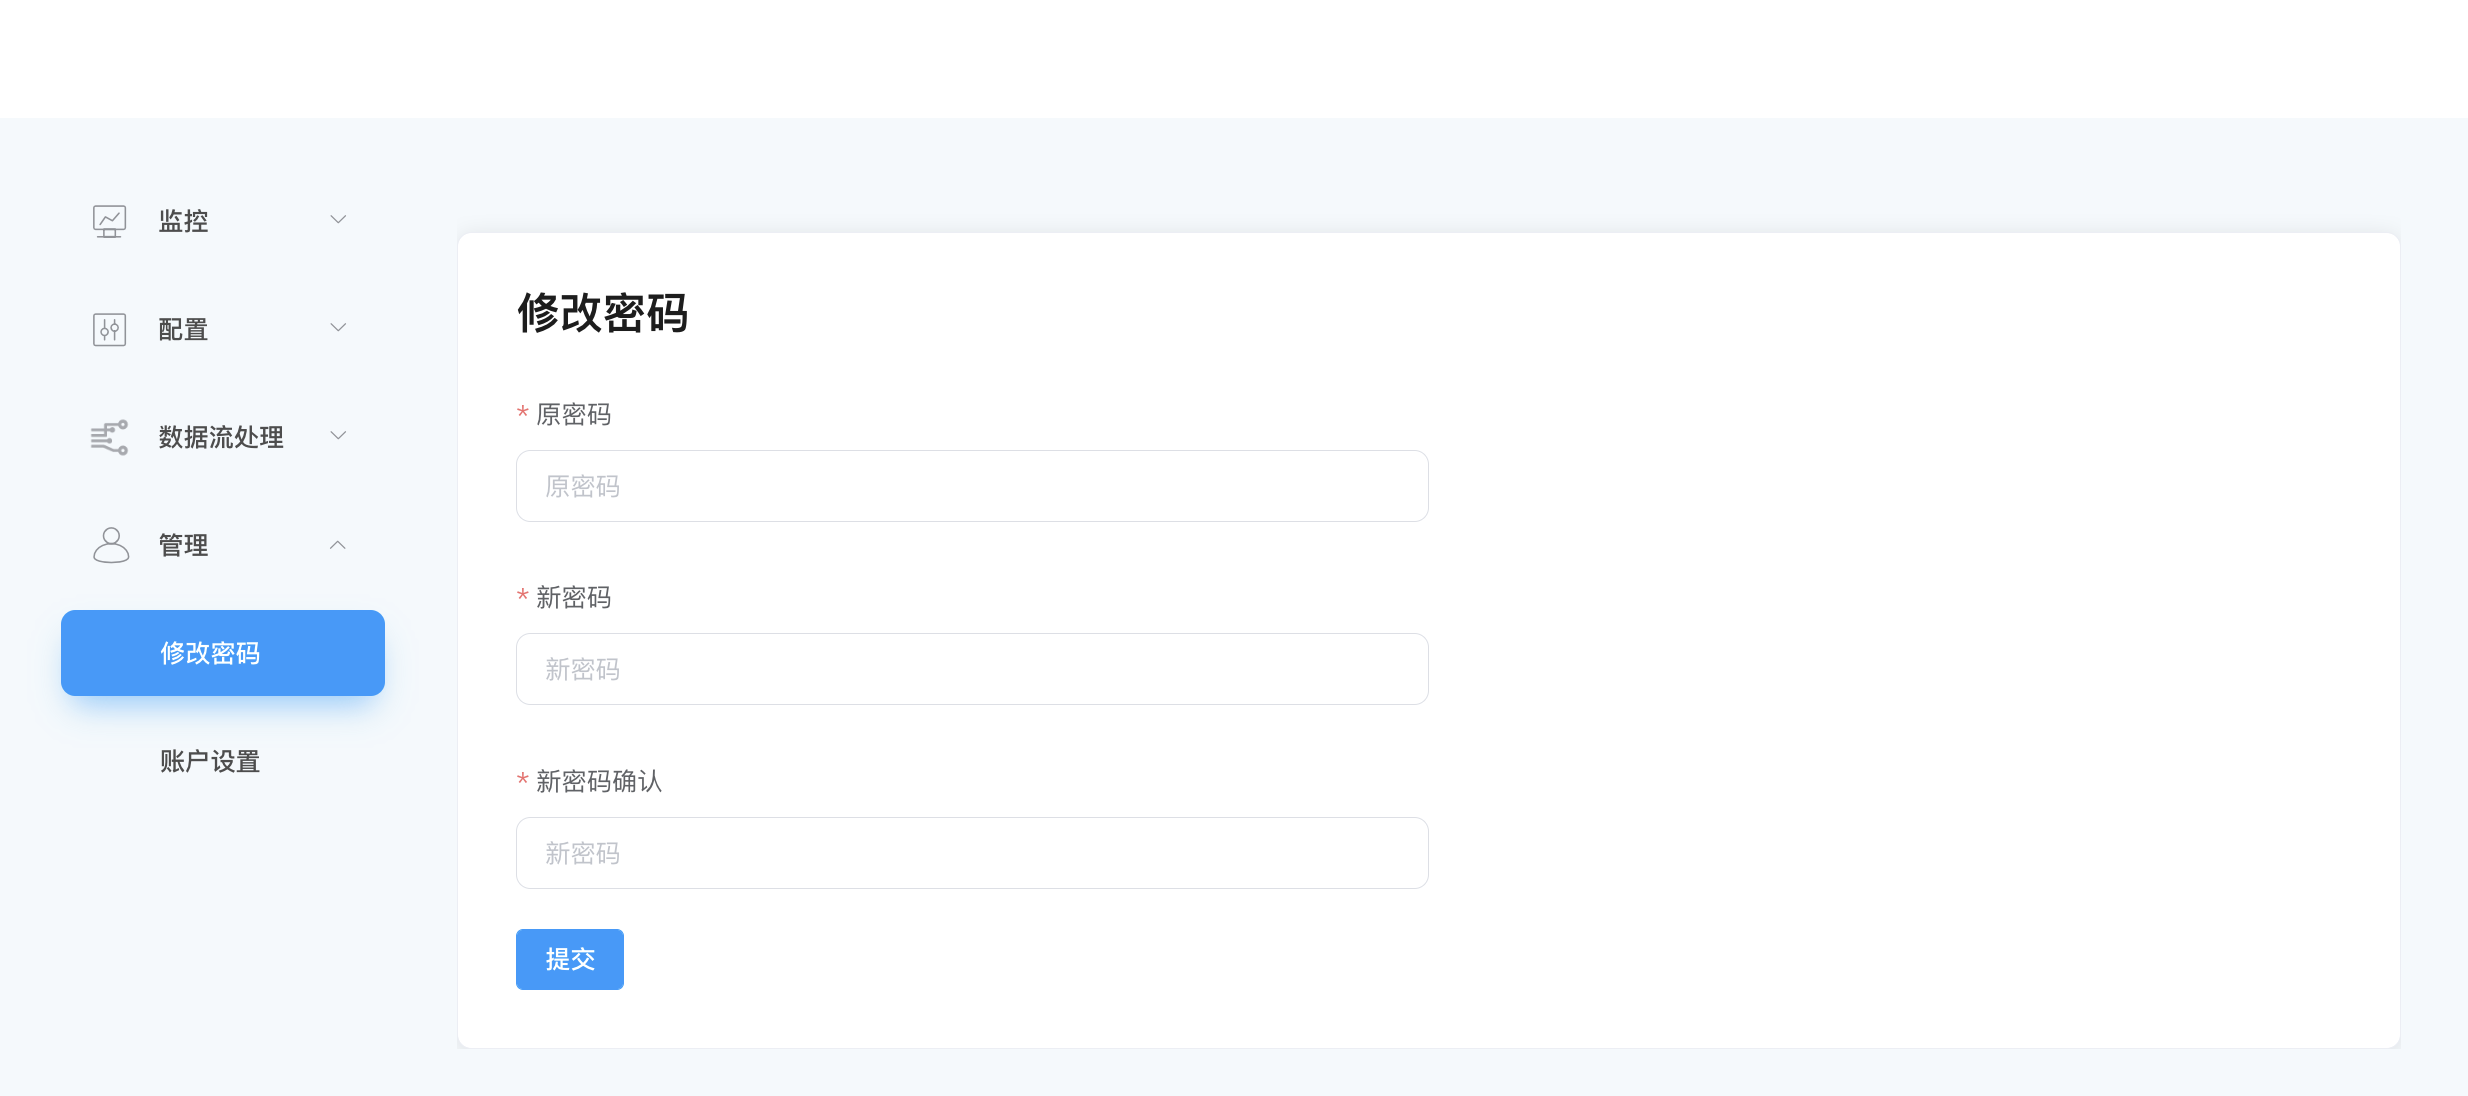 监控
配置
数据流处理
管理
修改密码
账户设置
修改密码
* 原密码
原密码
* 新密码
新密码
* 新密码确认
新密码
提交